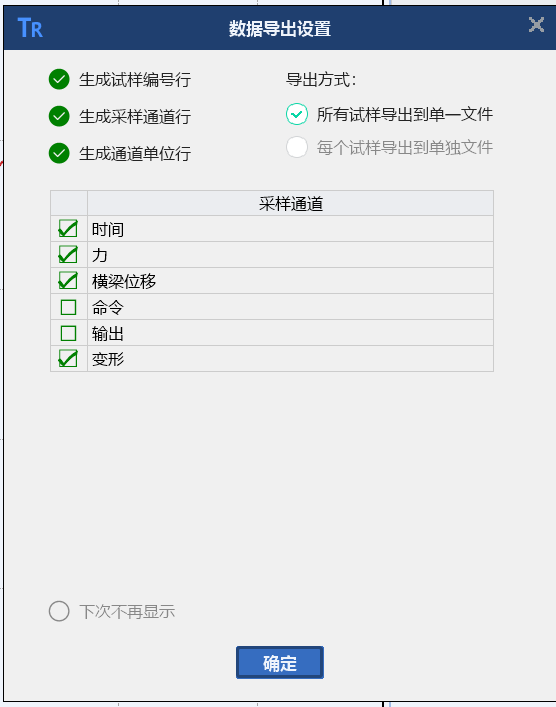 TR
数据导出设置
生成试样编号行
导出方式：
生成采样通道行
所有试样导出到单一文件
生成通道单位行
每个试样导出到单独文件
采样通道
时间
力
横梁位移
命令
输出
变形
下次不再显示
确定